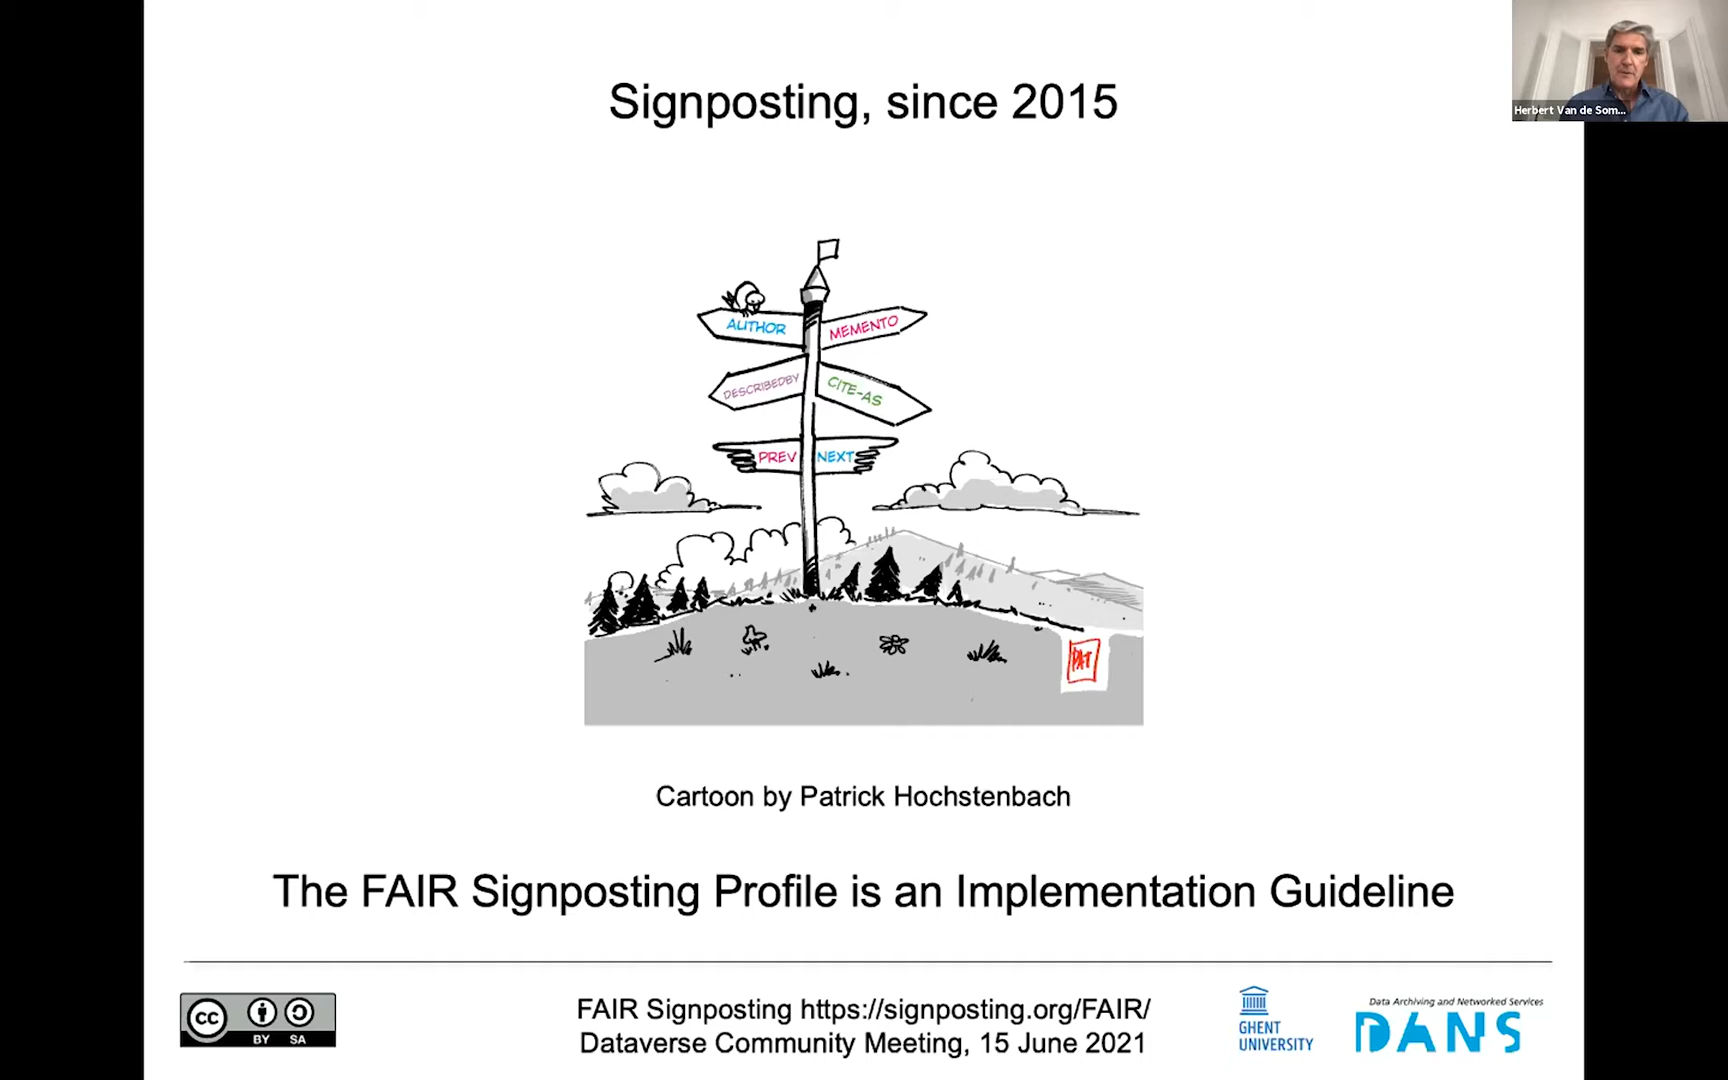 Signposting, since 2015
Herbert Van de Som...
AUTHOR
MEMENTO
DESCRIBEDBY
CITE-AS
PREV
NEXT
PAT
Cartoon by Patrick Hochstenbach
The FAIR Signposting Profile is an Implementation Guideline
cc
BY SA
FAIR Signposting https://signposting.org/FAIR/
Dataverse Community Meeting, 15 June 2021
GHENT
UNIVERSITY
Data Archiving and Networked Services
DANS